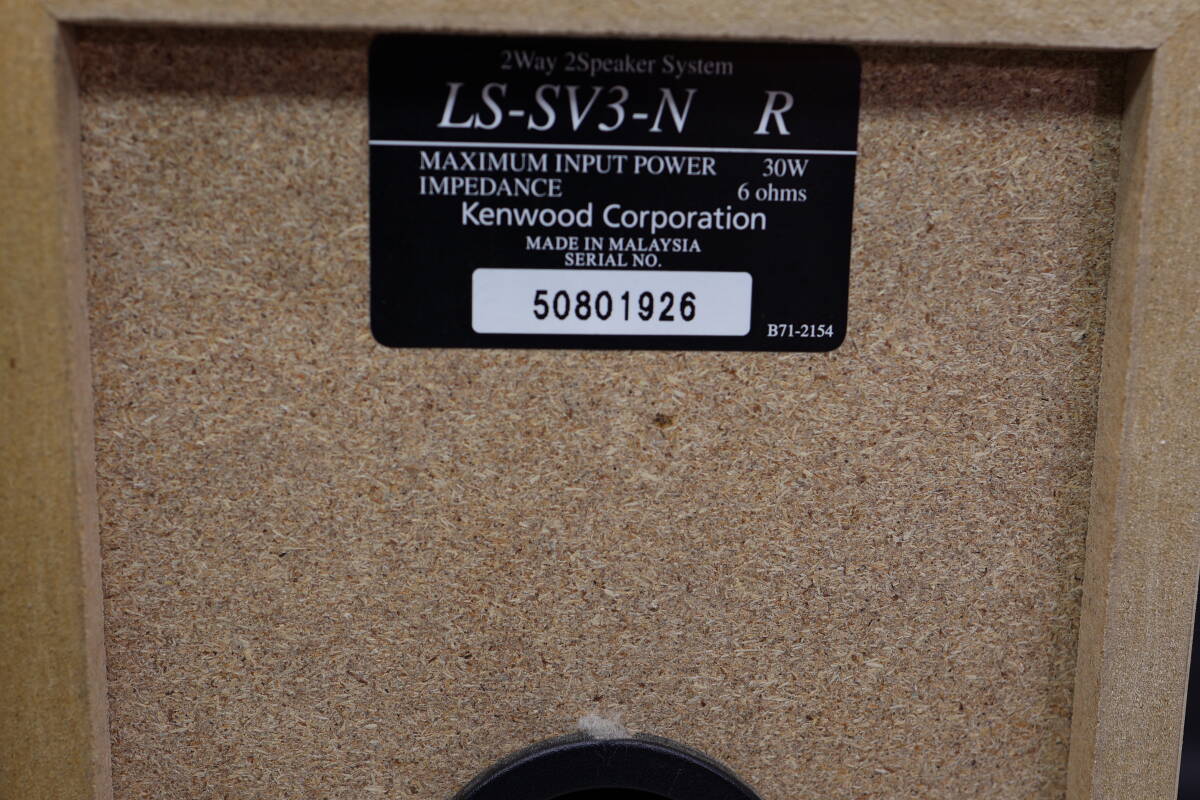 2Way 2Speaker System
LS-SV3-N R
MAXIMUM INPUT POWER 30W
IMPEDANCE 6 ohms
Kenwood Corporation
MADE IN MALAYSIA
SERIAL NO.
50801926
B71-2154